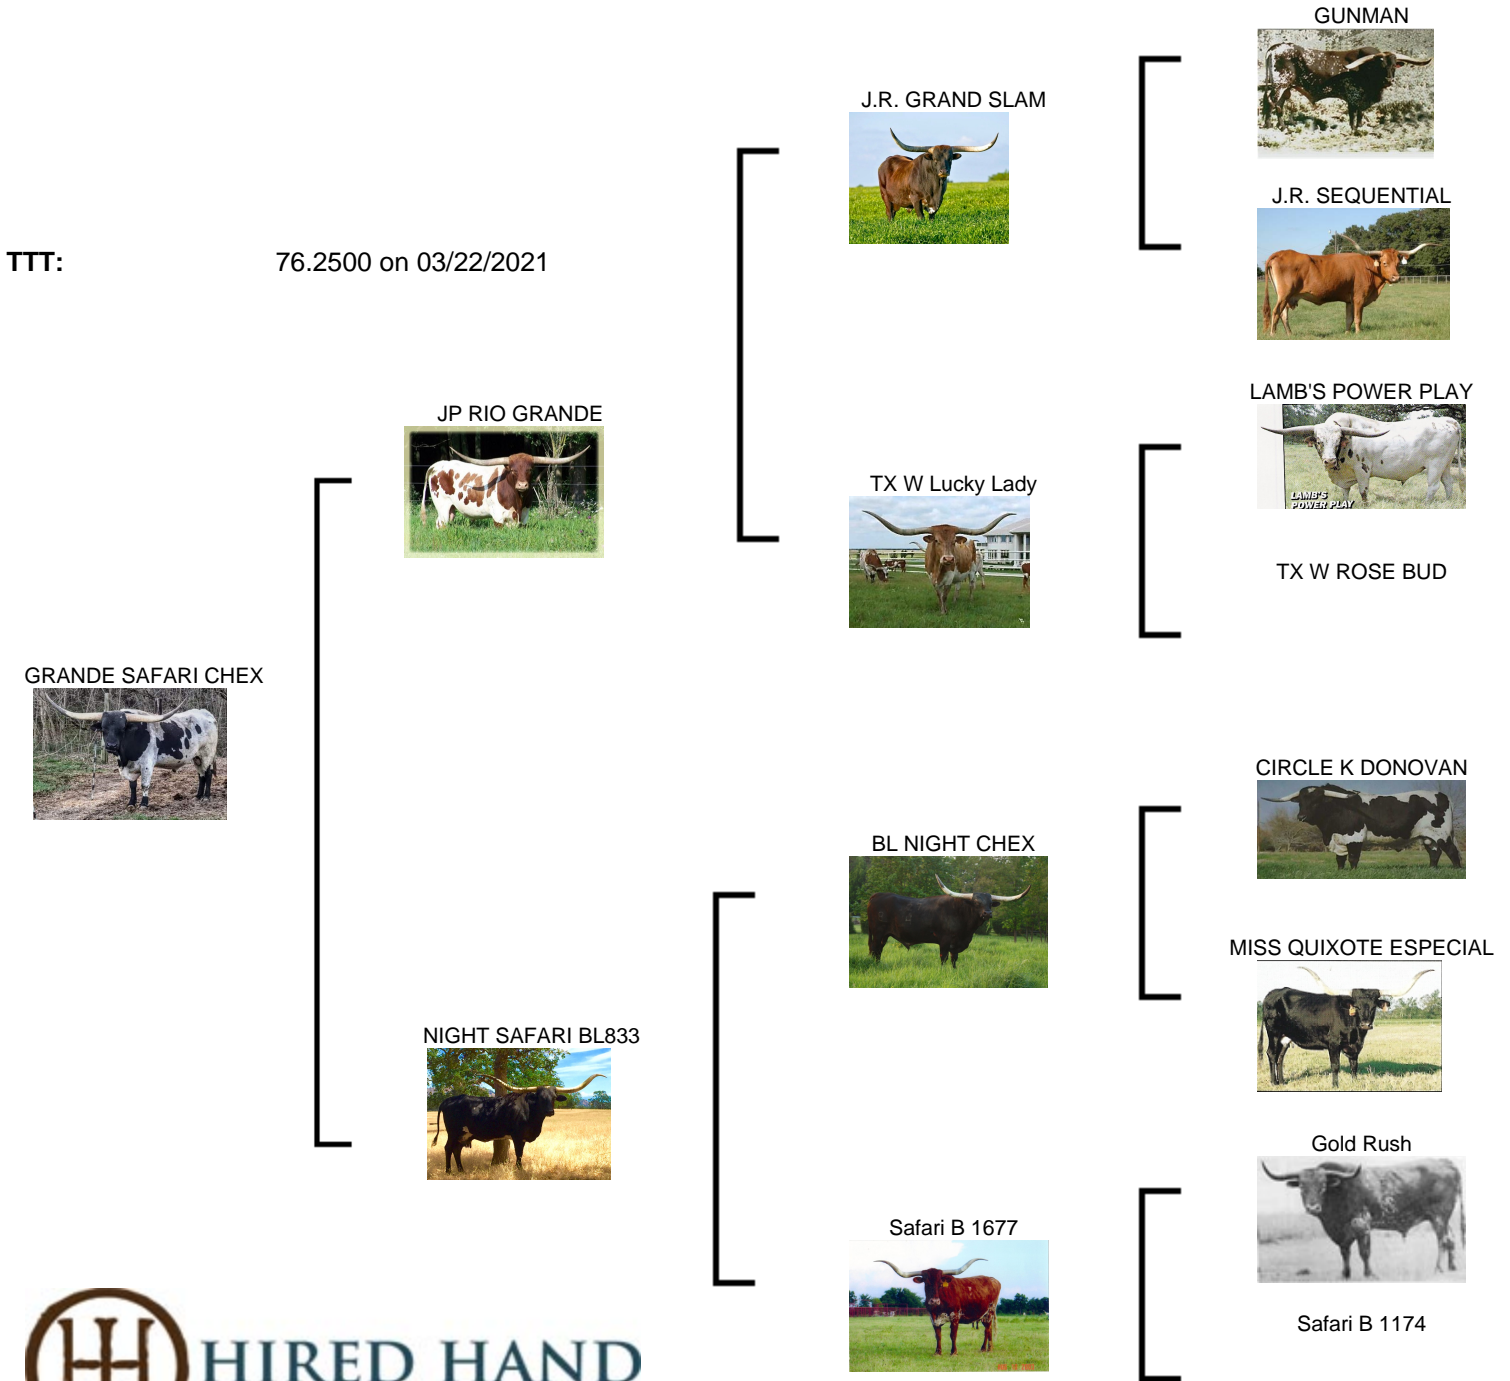 GUNMAN
J.R. GRAND SLAM
J.R. SEQUENTIAL
TTT: 76.2500 on 03/22/2021
LAMB'S POWER PLAY
JP RIO GRANDE
TX W Lucky Lady
LAMB'S
POWER PLAY
TX W ROSE BUD
GRANDE SAFARI CHEX
CIRCLE K DONOVAN
BL NIGHT CHEX
MISS QUIXOTE ESPECIAL
NIGHT SAFARI BL833
Gold Rush
Safari B 1677
Safari B 1174
HIRED HAND